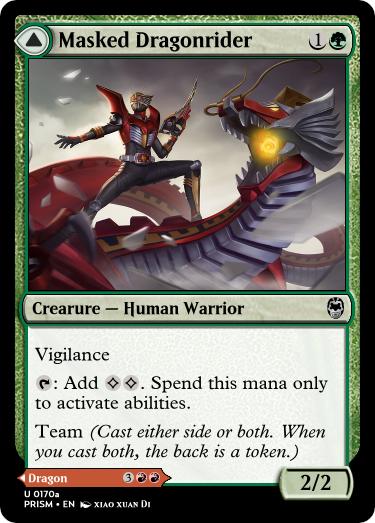 Masked Dragonrider 1
Crearure — Human Warrior
Vigilance
: Add . Spend this mana only
to activate abilities.
Team (Cast either side or both. When
you cast both, the back is a token.)
Dragon 3
2/2
U 0170a
PRISM • EN XIAO XUAN DI